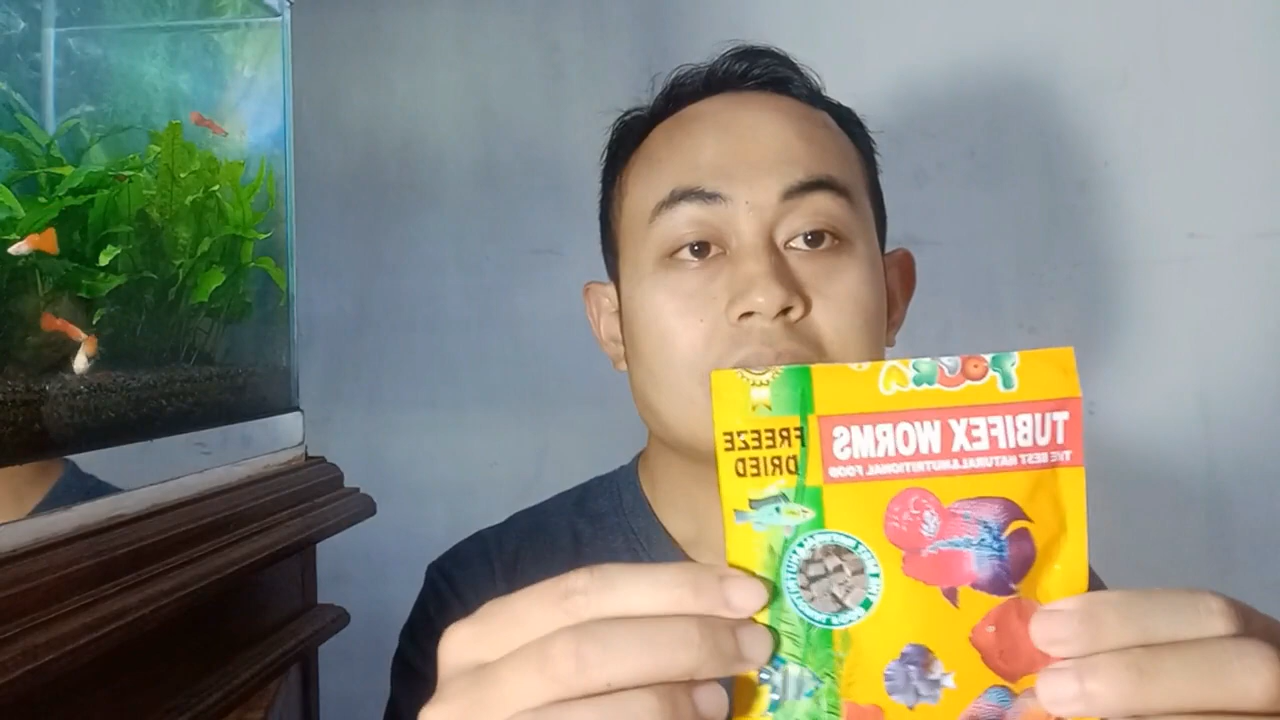 TUBIFEX WORMS
THE BEST NATURAL & NUTRITIONAL FOOD
FREEZE
DRIED